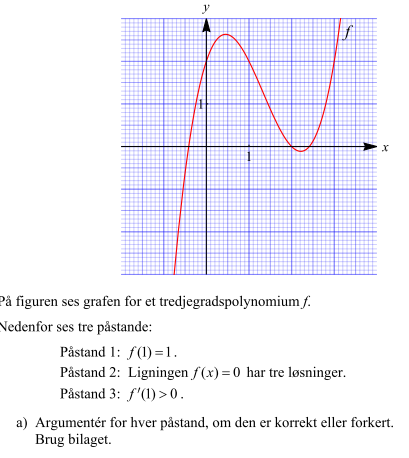 y
f
1
x
1
På figuren ses grafen for et tredjegradspolynomium f.
Nedenfor ses tre påstande:
Påstand 1: f(1)=1.
Påstand 2: Ligningen f(x)=0 har tre løsninger.
Påstand 3: f′(1)>0.
a) Argumentér for hver påstand, om den er korrekt eller forkert.
Brug bilaget.